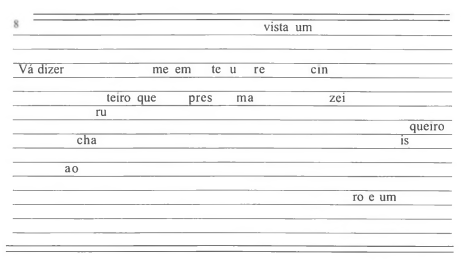 8
vista um
Vá dizer me em te u re cin
teiro que pres ma zei
ru
queiro
cha is
ao
ro e um